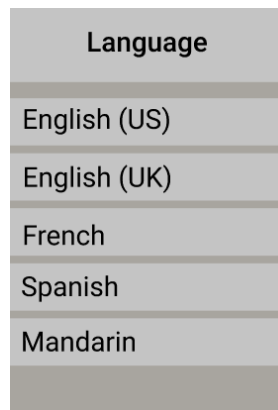 Language
English (US)
English (UK)
French
Spanish
Mandarin